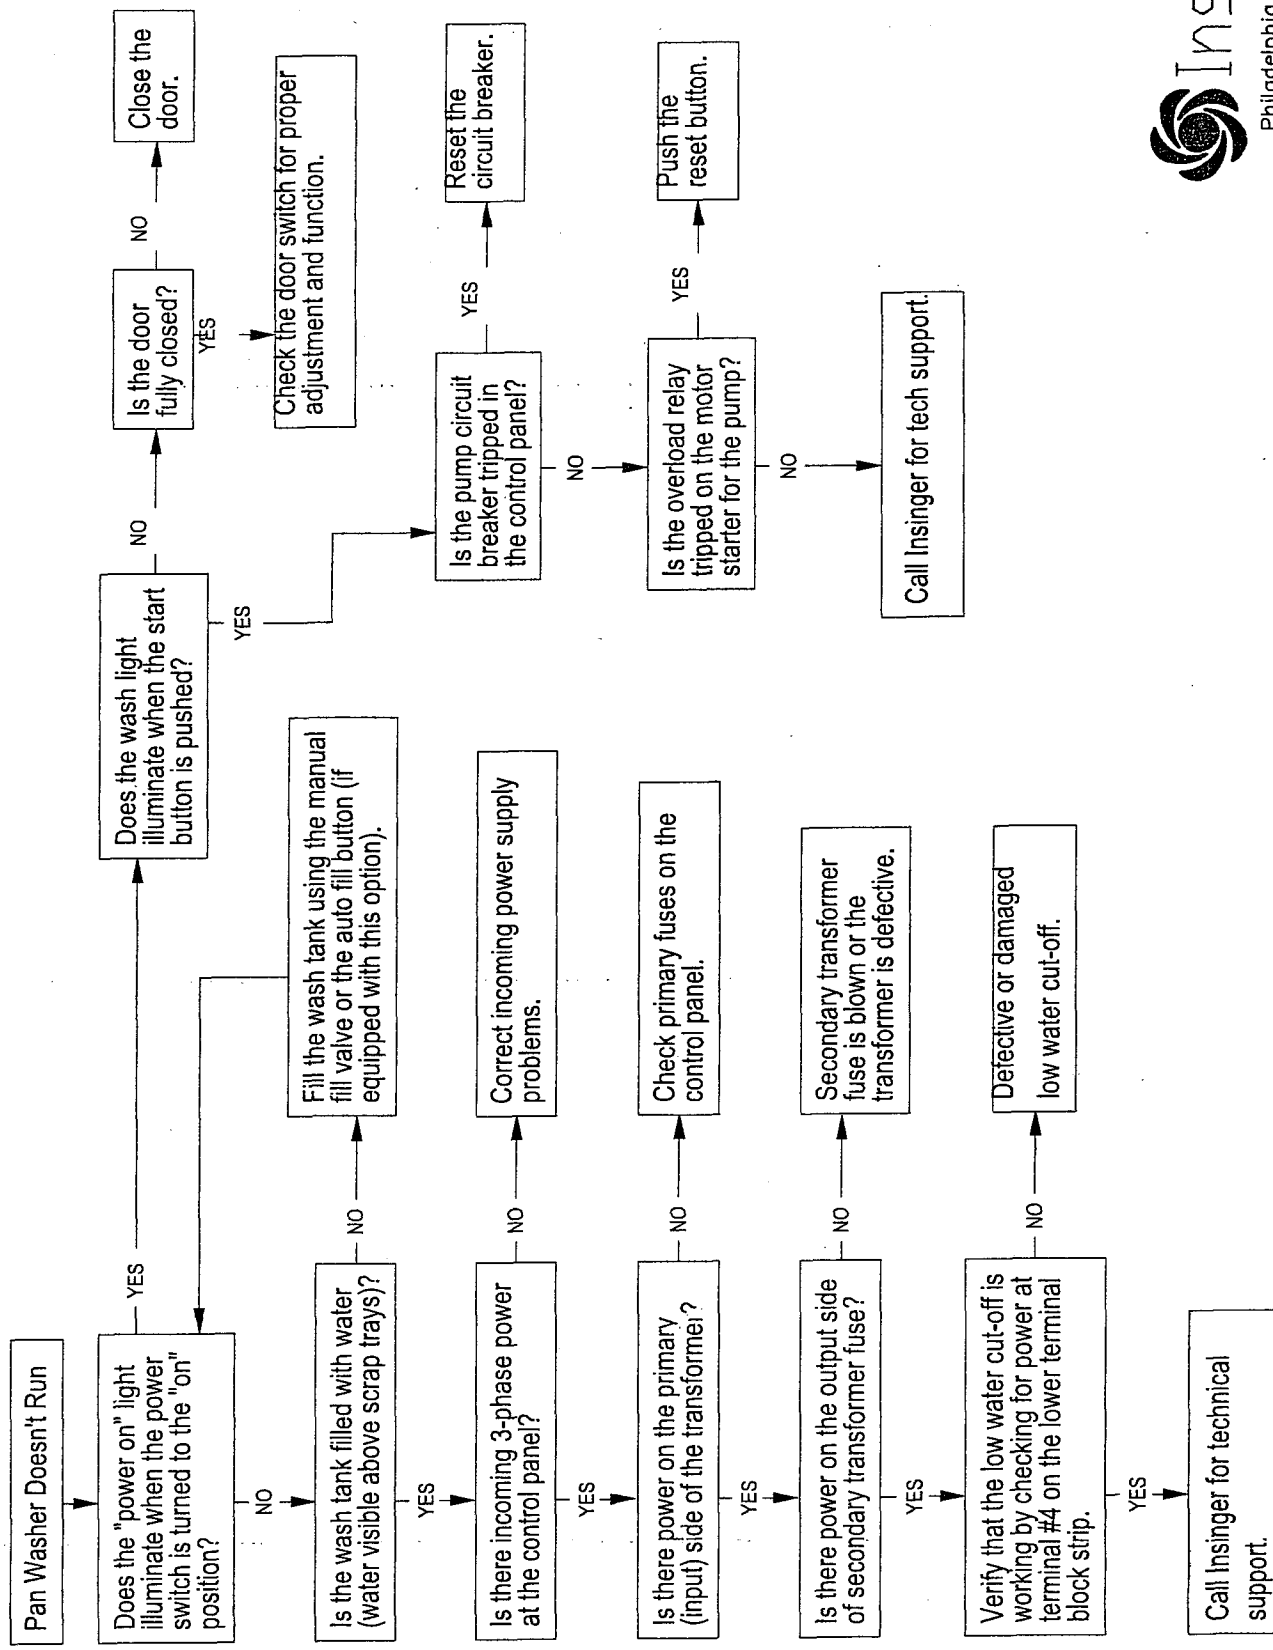 Pan Washer Doesn't Run
Does the "power on" light
illuminate when the power
switch is turned to the "on"
position?
YES
NO
Does the wash light
illuminate when the start
button is pushed?
NO
YES
Is the door
fully closed?
NO
YES
Close the
door.
Check the door switch for proper
adjustment and function.
Is the pump circuit
breaker tripped in
the control panel?
YES
NO
Reset the
circuit breaker.
Is the overload relay
tripped on the motor
starter for the pump?
YES
NO
Push the
reset button.
Call Insinger for tech support.
Is the wash tank filled with water
(water visible above scrap trays)?
NO
YES
Fill the wash tank using the manual
fill valve or the auto fill button (if
equipped with this option).
Is there incoming 3-phase power
at the control panel?
NO
YES
Correct incoming power supply
problems.
Is there power on the primary
(input) side of the transformer?
NO
YES
Check primary fuses on the
control panel.
Is there power on the output side
of secondary transformer fuse?
NO
YES
Secondary transformer
fuse is blown or the
transformer is defective.
Verify that the low water cut-off is
working by checking for power at
terminal #4 on the lower terminal
block strip.
NO
YES
Defective or damaged
low water cut-off.
Call Insinger for technical
support.
Ins
Philadelphia